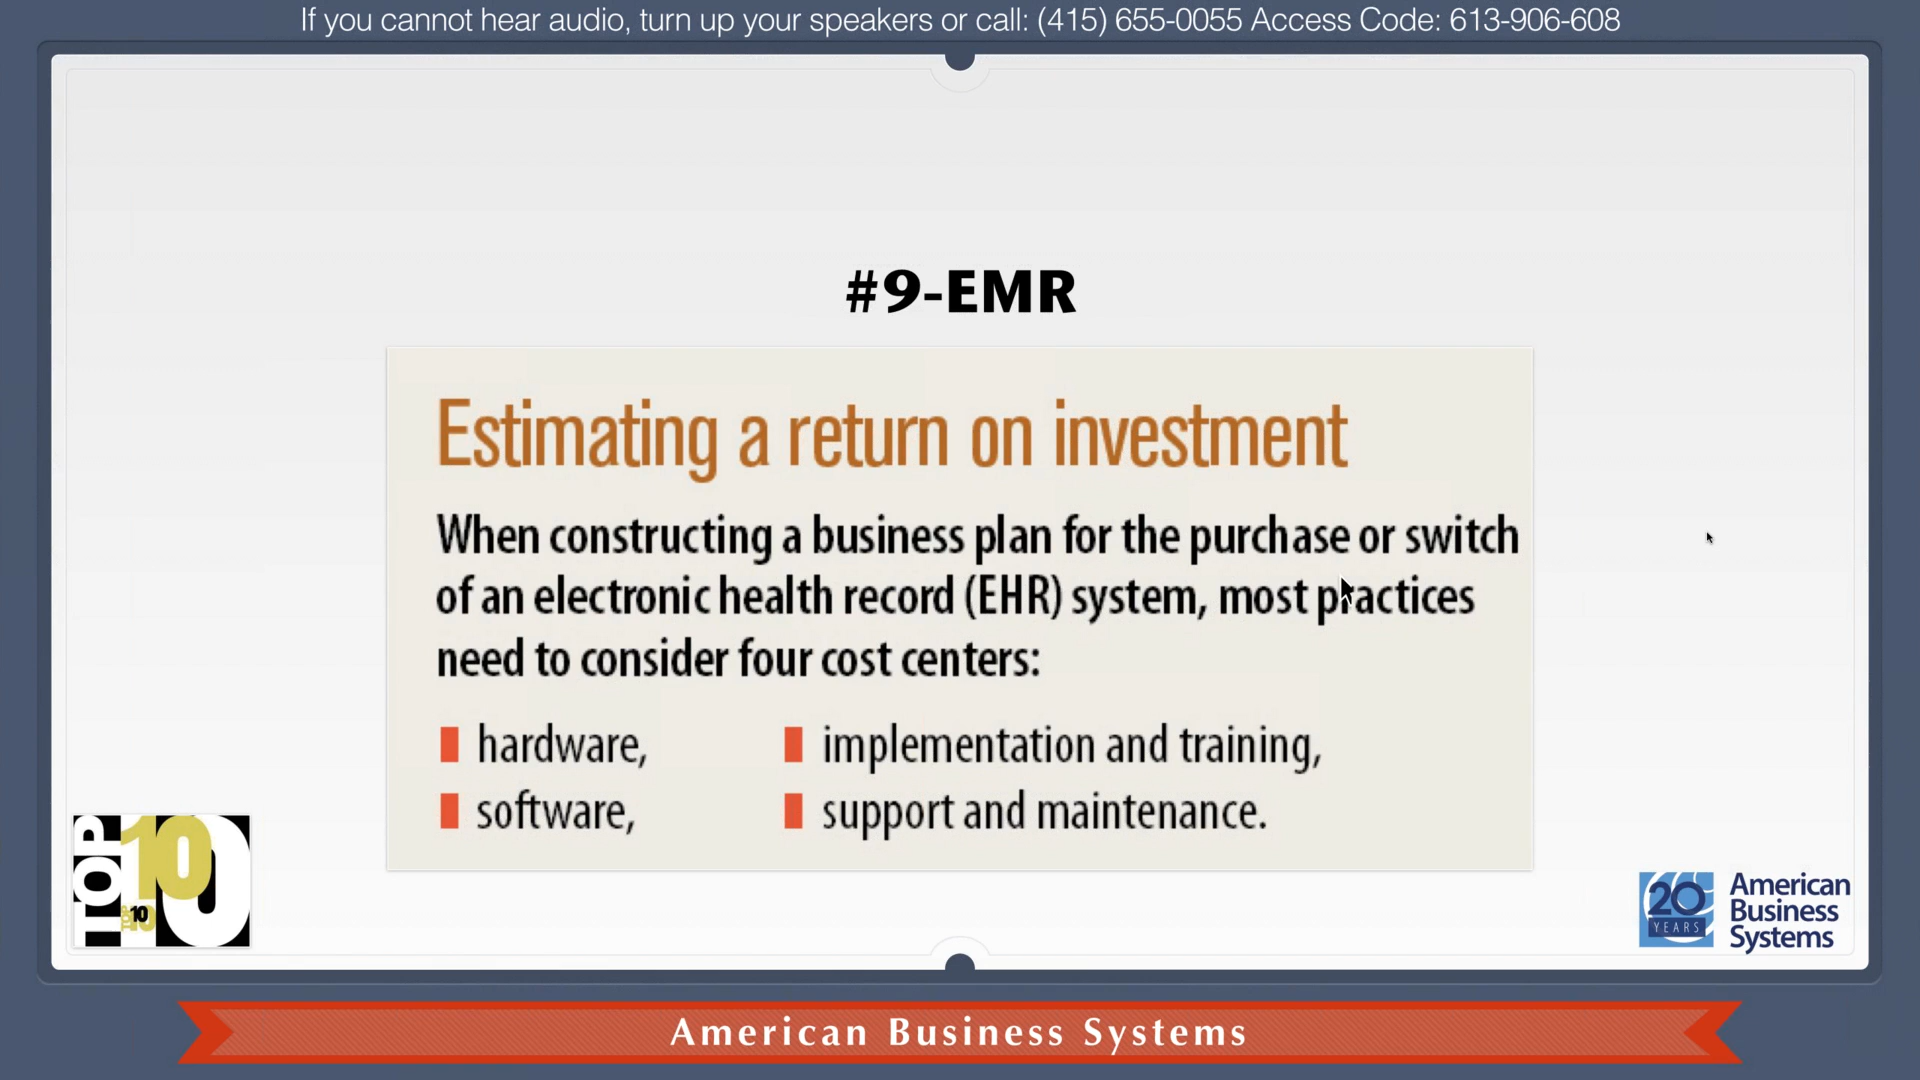 If you cannot hear audio, turn up your speakers or call: (415) 655-0055 Access Code: 613-906-608
#9-EMR
Estimating a return on investment
When constructing a business plan for the purchase or switch
of an electronic health record (EHR) system, most practices
need to consider four cost centers:
hardware,
implementation and training,
software,
support and maintenance.
TOP 10
10
20
YEARS
American
Business
Systems
American Business Systems